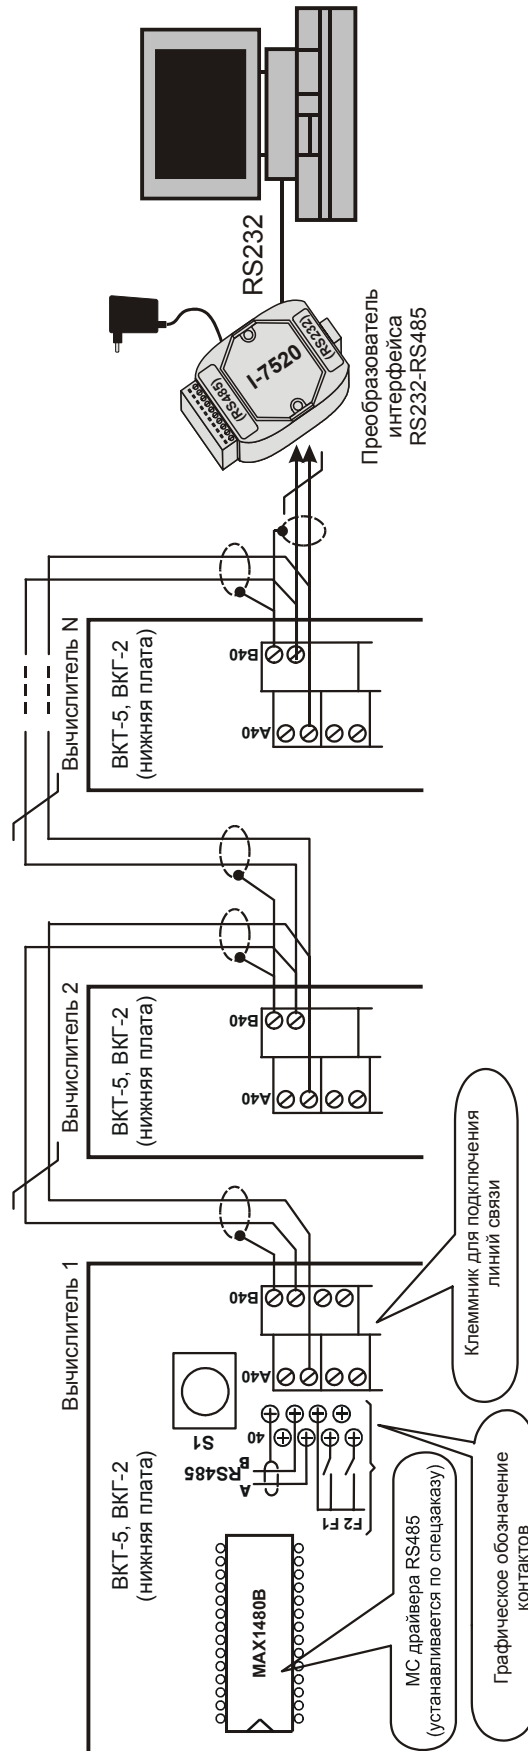 Вычислитель 1
ВКТ-5, ВКГ-2
(нижняя плата)
MAX1480B
S1
RS485
A
B
40
F2 F1
A40
B40
МС драйвера RS485
(устанавливается по спецзаказу)
Графическое обозначение
контактов
Клеммник для подключения
линий связи
Вычислитель 2
ВКТ-5, ВКГ-2
(нижняя плата)
A40
B40
Вычислитель N
ВКТ-5, ВКГ-2
(нижняя плата)
A40
B40
(RS485)
I-7520
(RS232)
Преобразователь
интерфейса
RS232-RS485
RS232